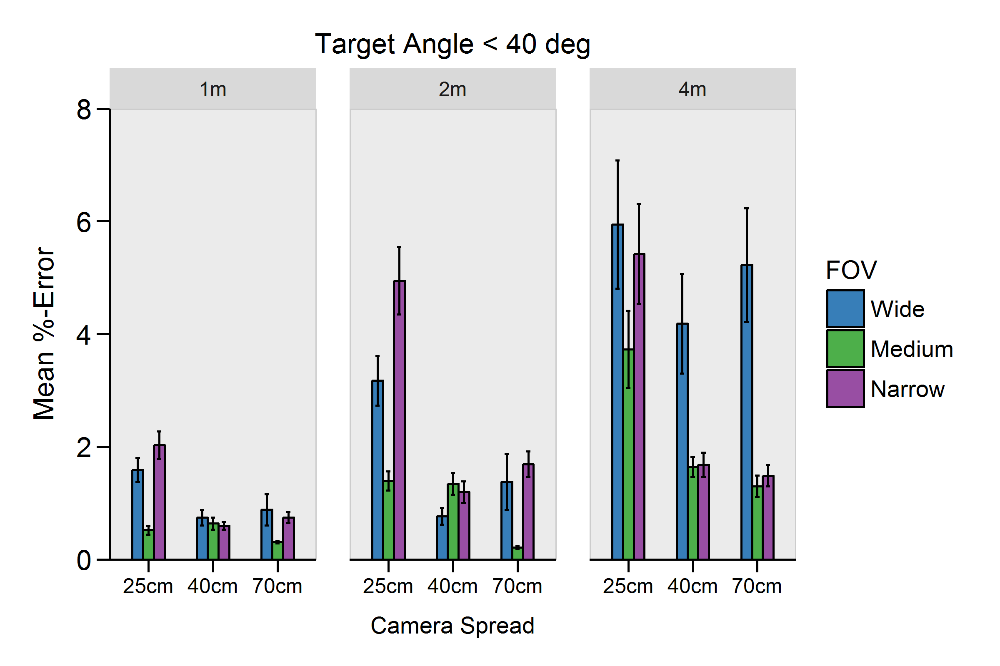 Target Angle < 40 deg
1m 2m 4m
8
6
4
2
0
Mean %-Error
25cm 40cm 70cm 25cm 40cm 70cm 25cm 40cm 70cm
Camera Spread
FOV
Wide
Medium
Narrow